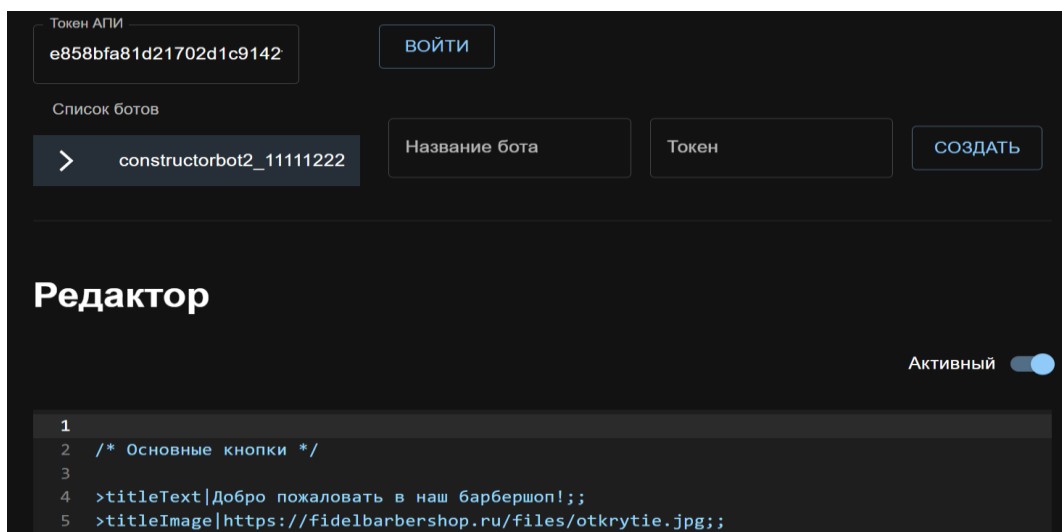 Токен АПИ
e858bfa81d21702d1c9142
ВОЙТИ
Список ботов
constructorbot2_11111222
Название бота
Токен
СОЗДАТЬ
Редактор
Активный
1
2 /* Основные кнопки */
3
4 >titleText|Добро пожаловать в наш барбершоп!;;
5 >titleImage|https://fidelbarbershop.ru/files/otkrytie.jpg;;